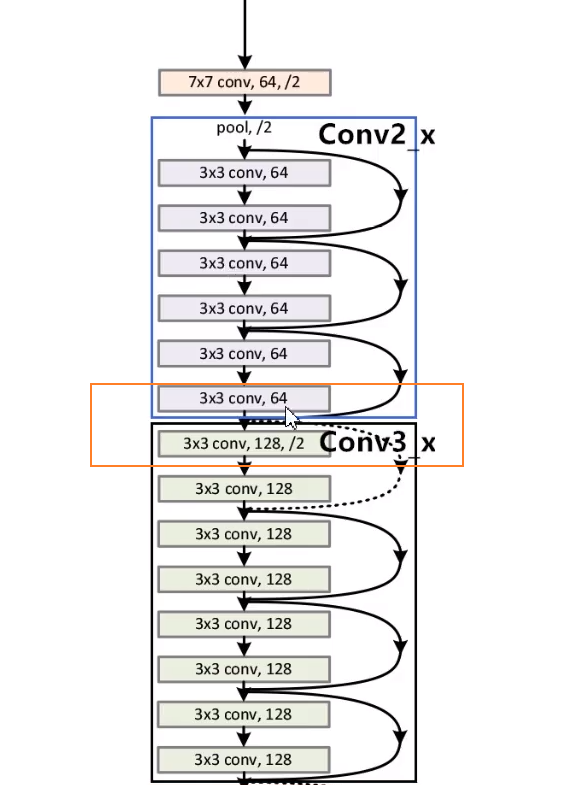 7x7 conv, 64, /2
pool, /2
Conv2_x
3x3 conv, 64
3x3 conv, 64
3x3 conv, 64
3x3 conv, 64
3x3 conv, 64
3x3 conv, 64
3x3 conv, 128, /2
Conv3_x
3x3 conv, 128
3x3 conv, 128
3x3 conv, 128
3x3 conv, 128
3x3 conv, 128
3x3 conv, 128
3x3 conv, 128